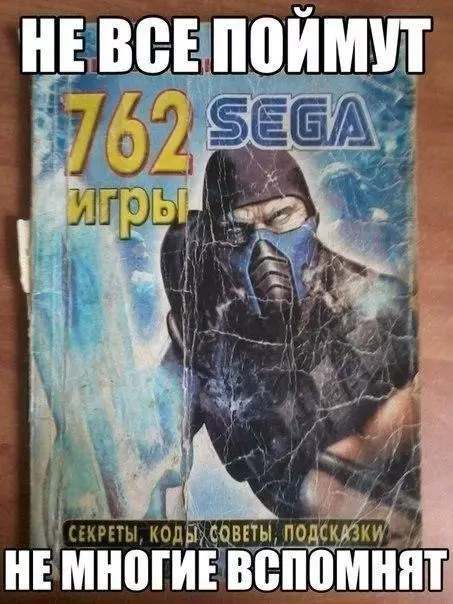 НЕ ВСЕ ПОЙМУТ
762 SEGA
игры
СЕКРЕТЫ, КОДЫ, СОВЕТЫ, ПОДСКАЗКИ
НЕ МНОГИЕ ВСПОМНЯТ